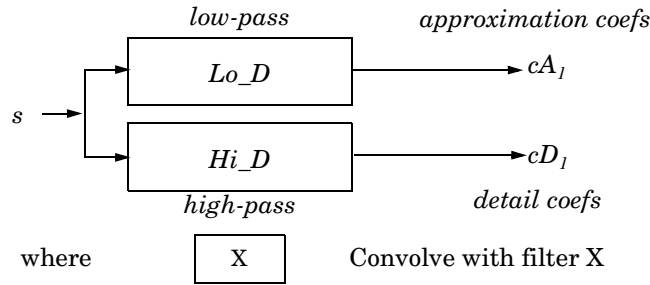 low-pass
approximation coefs
Lo_D
cA1
s
Hi_D
cD1
high-pass
detail coefs
where
X
Convolve with filter X